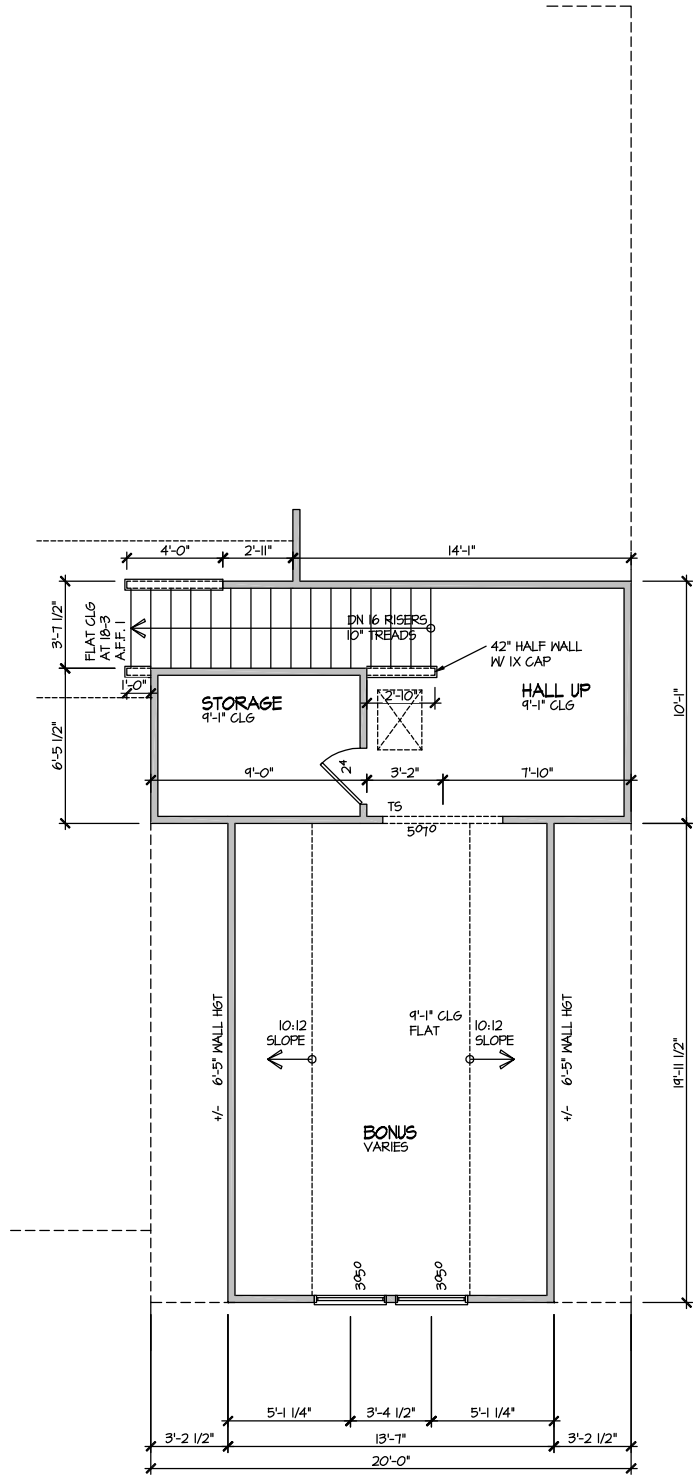 4'-0"
2'-11"
14'-1"
3'-7 1/2"
FLAT CLG
AT 18-3
A.F.F. 1
DN 16 RISERS
10" TREADS
42" HALF WALL
W/ 1X CAP
1'-0"
STORAGE
9'-1" CLG
2'-10"
HALL UP
9'-1" CLG
10'-1"
6'-5 1/2"
9'-0"
24
3'-2"
7'-10"
TS
5070
+/- 6'-5" WALL HGT
10:12
SLOPE
9'-1" CLG
FLAT
10:12
SLOPE
+/- 6'-5" WALL HGT
19'-11 1/2"
BONUS
VARIES
3050
3050
5'-1 1/4"
3'-4 1/2"
5'-1 1/4"
3'-2 1/2"
13'-7"
3'-2 1/2"
20'-0"